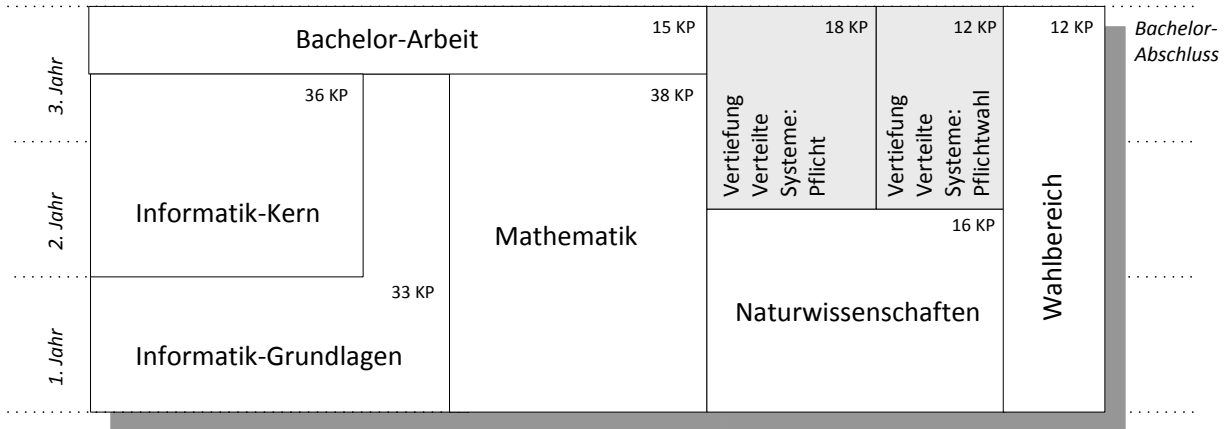 Bachelor-Arbeit
15 KP
18 KP
12 KP
12 KP
Bachelor-
Abschluss
3. Jahr
36 KP
38 KP
Vertiefung
Verteilte
Systeme:
Pflicht
Vertiefung
Verteilte
Systeme:
Pflichtwahl
2. Jahr
Informatik-Kern
Mathematik
16 KP
Wahlbereich
33 KP
Naturwissenschaften
1. Jahr
Informatik-Grundlagen